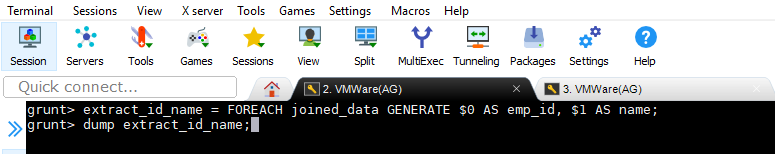 Terminal Sessions View X server Tools Games Settings Macros Help
Session Servers Tools Games Sessions View Split MultiExec Tunneling Packages Settings Help
Quick connect... 2. VMWare(AG) 3. VMWare(AG)
grunt> extract_id_name = FOREACH joined_data GENERATE $0 AS emp_id, $1 AS name;
grunt> dump extract_id_name;